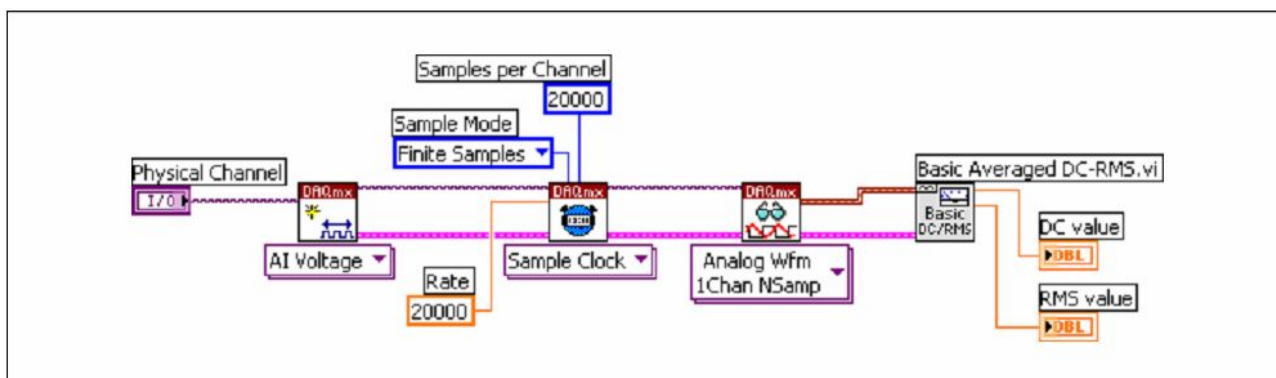 Samples per Channel
20000
Sample Mode
Finite Samples
Physical Channel
I/O
DAQmx
AI Voltage
Rate
20000
DAQmx
Sample Clock
DAQmx
Analog Wfm
1Chan NSamp
Basic Averaged DC-RMS.vi
Basic
DC/RMS
DC value
DBL
RMS value
DBL